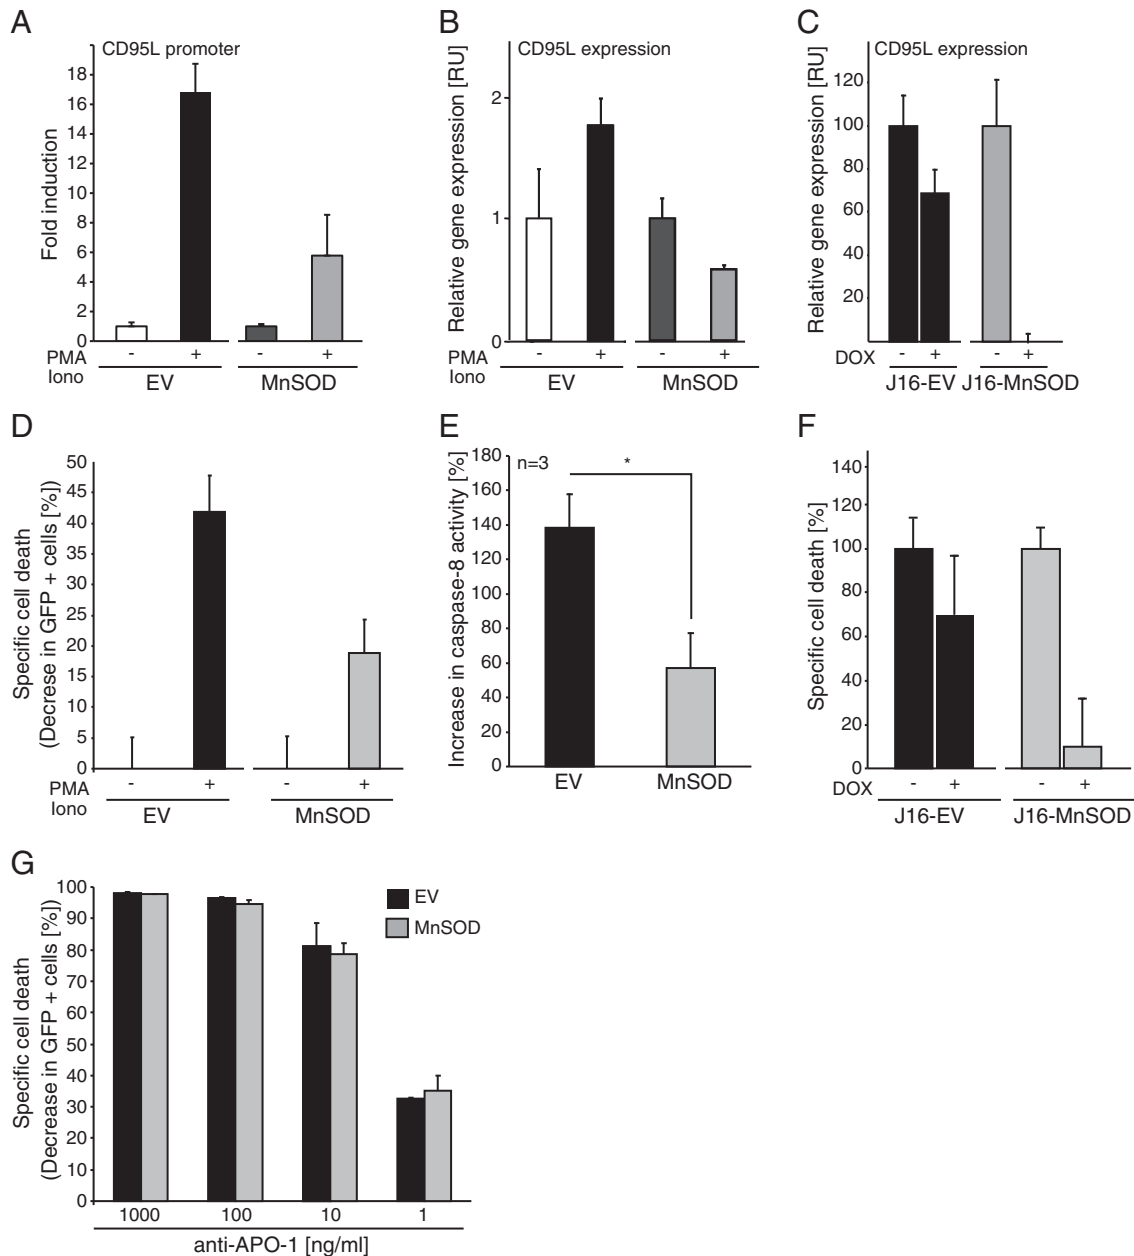 A
CD95L promoter
Fold induction
18
16
14
12
10
8
6
4
2
0
PMA
Iono
- + - +
EV MnSOD
B
CD95L expression
Relative gene expression [RU]
2
1
0
PMA
Iono
- + - +
EV MnSOD
C
CD95L expression
Relative gene expression [RU]
120
100
80
60
40
20
DOX - + - +
J16-EV J16-MnSOD
D
Specific cell death
(Decrese in GFP + cells [%])
50
45
40
35
30
25
20
15
10
5
0
PMA
Iono
- + - +
EV MnSOD
E
n=3
*
Increase in caspase-8 activity [%]
180
160
140
120
100
80
60
40
20
0
EV MnSOD
F
Specific cell death [%]
140
120
100
80
60
40
20
0
DOX - + - +
J16-EV J16-MnSOD
G
Specific cell death
(Decrease in GFP + cells [%])
100
90
80
70
60
50
40
30
20
10
0
EV
MnSOD
1000 100 10 1
anti-APO-1 [ng/ml]